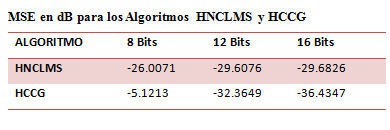 MSE en dB para los Algoritmos HNCLMS y HCCG
ALGORITMO 8 Bits 12 Bits 16 Bits
HNCLMS -26.0071 -29.6076 -29.6826
HCCG -5.1213 -32.3649 -36.4347